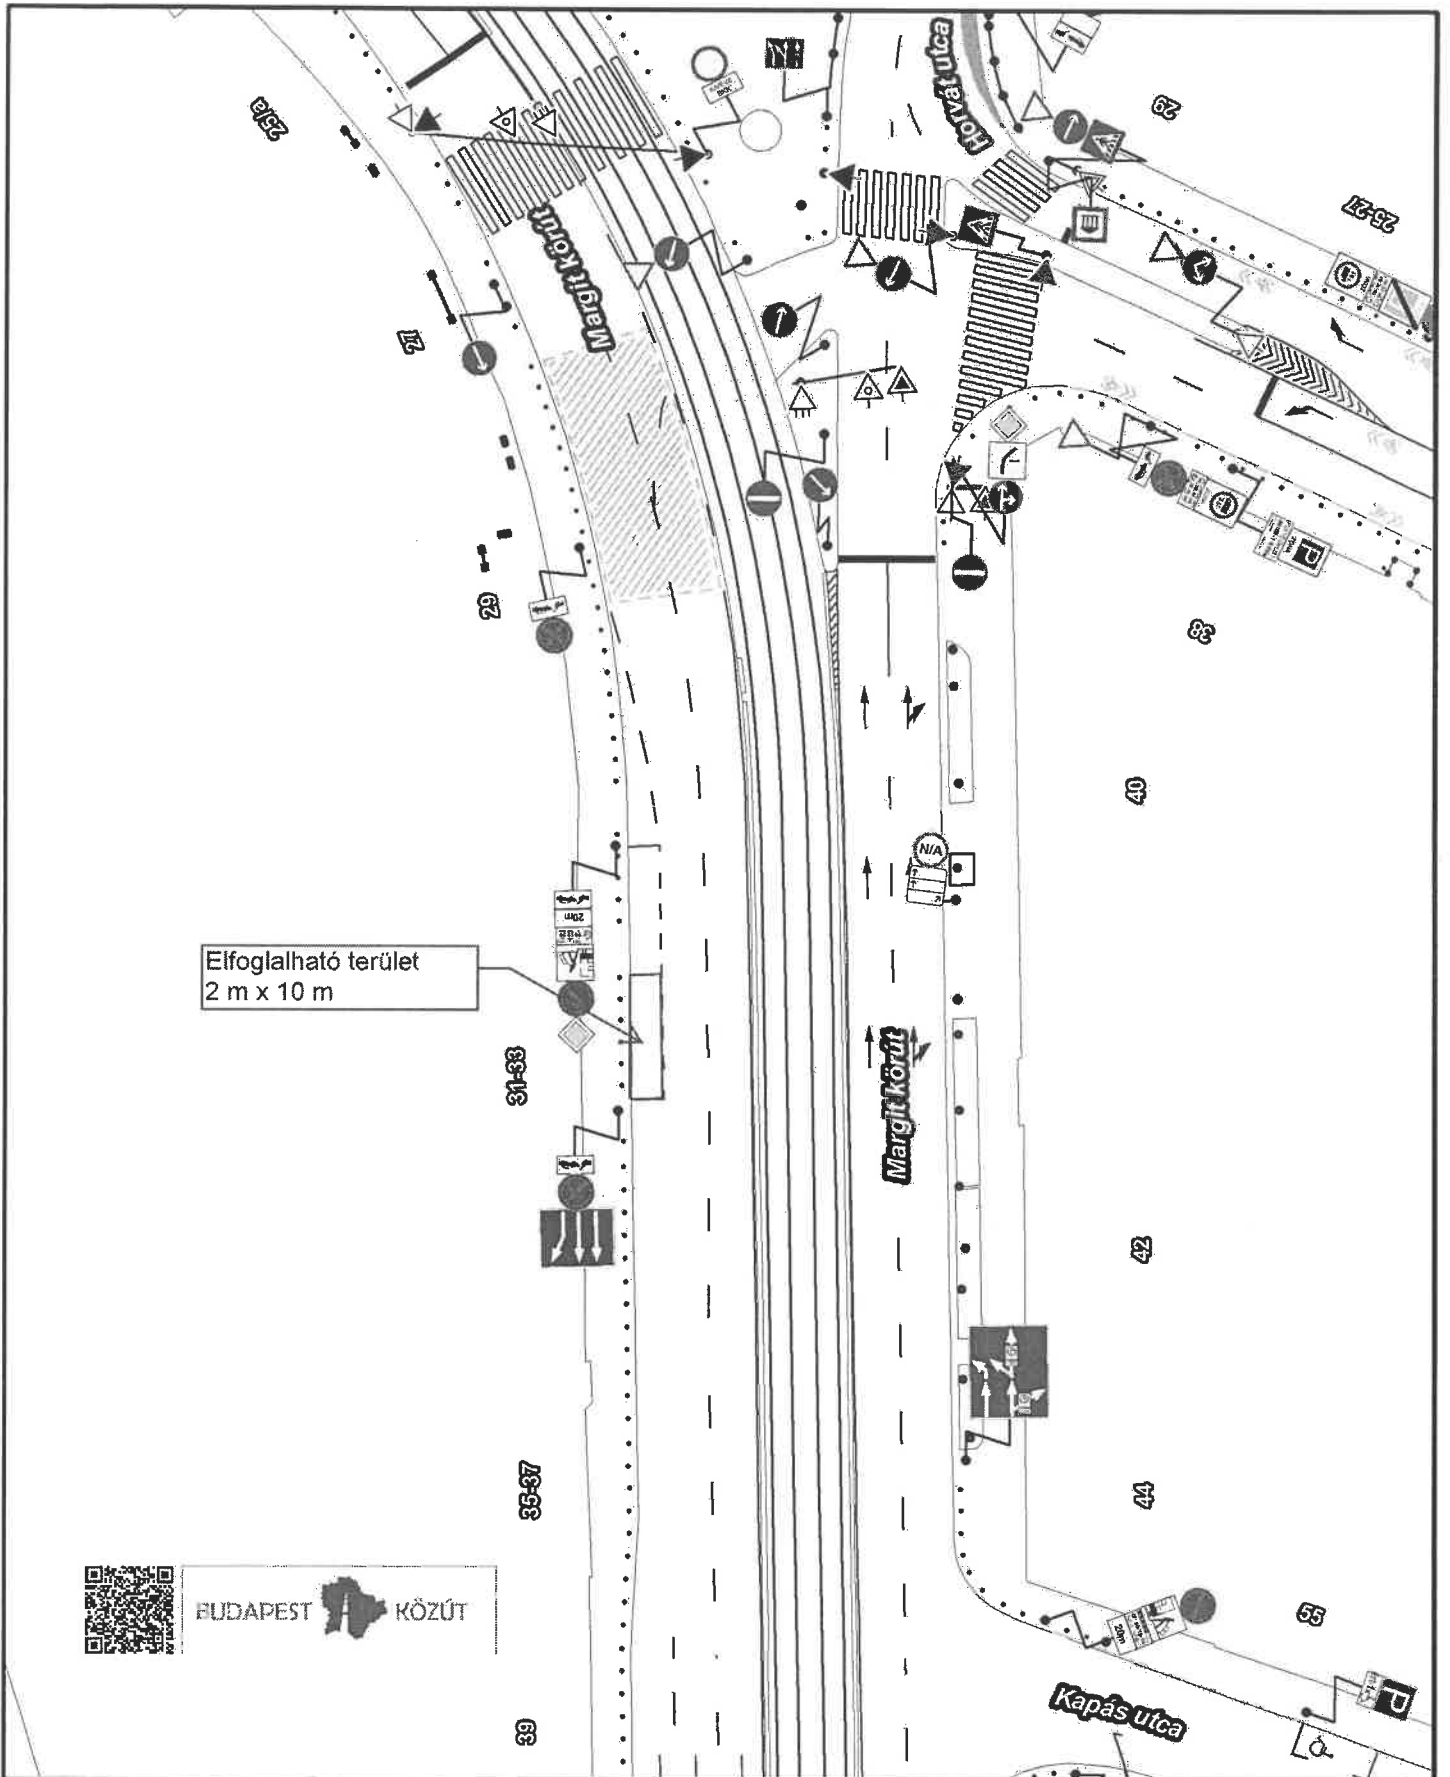 Horvát utca
29
25/a
25-27
Margit körút
27
29
38
40
N/A
20m
Elfoglalható terület
2 m x 10 m
31-33
Margit körút
42
35-37
44
BUDAPEST KÖZÚT
20m
55
P
P
Kapás utca
39